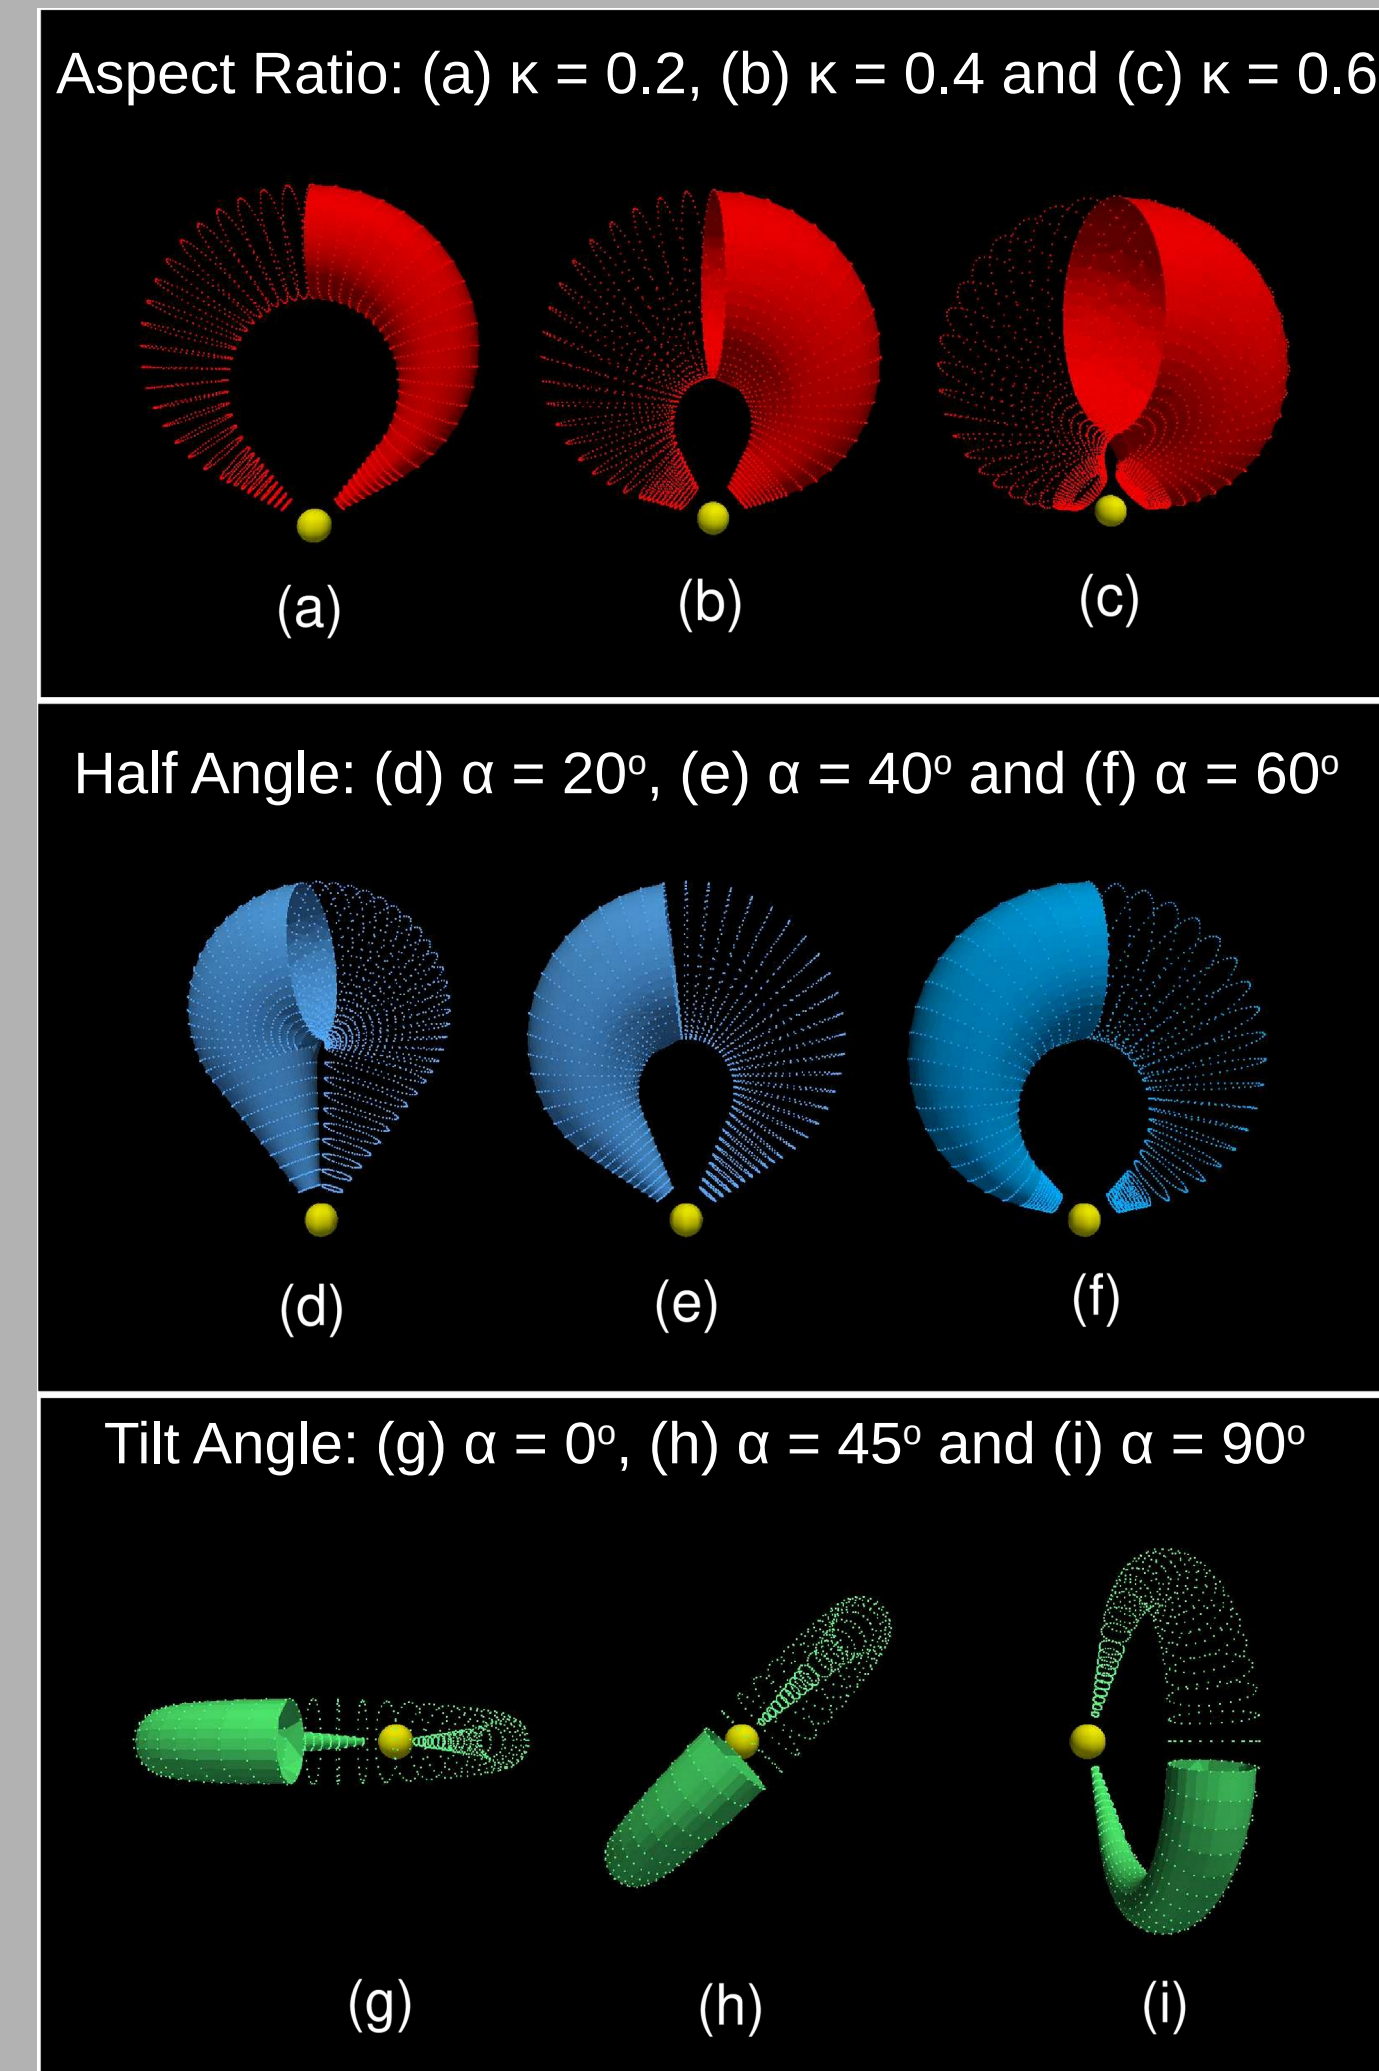 Aspect Ratio: (a) κ = 0.2, (b) κ = 0.4 and (c) κ = 0.6
(a) (b) (c)
Half Angle: (d) α = 20º, (e) α = 40º and (f) α = 60º
(d) (e) (f)
Tilt Angle: (g) α = 0º, (h) α = 45º and (i) α = 90º
(g) (h) (i)